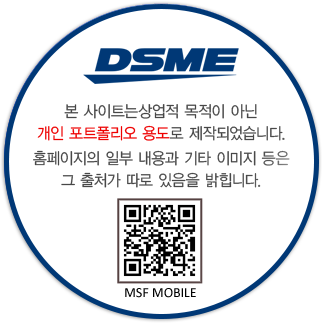 DSME
본 사이트는상업적 목적이 아닌
개인 포트폴리오 용도로 제작되었습니다.
홈페이지의 일부 내용과 기타 이미지 등은
그 출처가 따로 있음을 밝힙니다.
MSF MOBILE